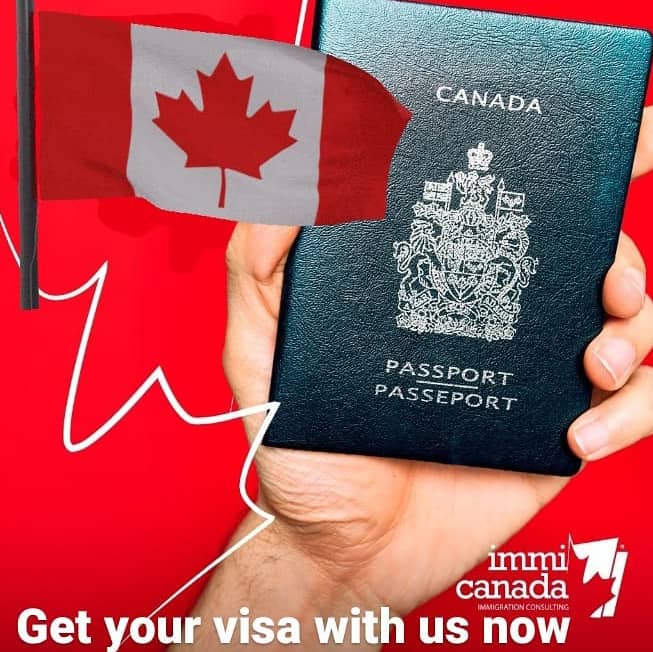 CANADA
PASSPORT
PASSEPORT
immi
canada
IMMIGRATION CONSULTING
Get your visa with us now